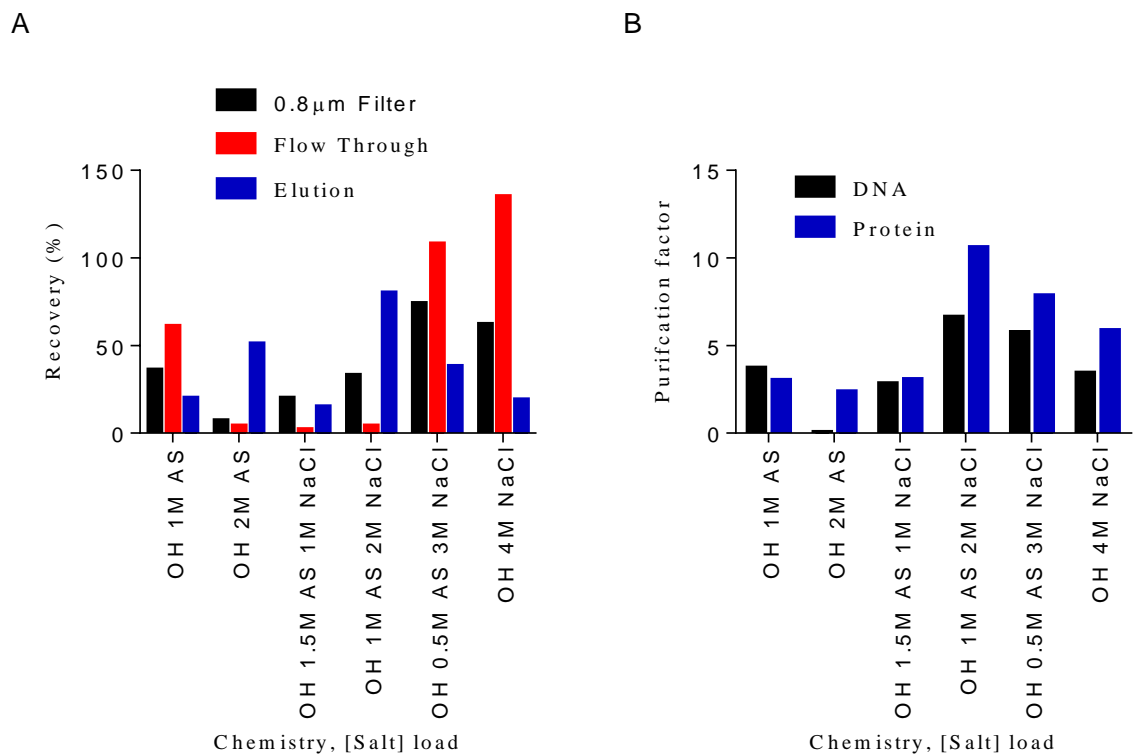 A
0.8μm Filter
Flow Through
Elution
Recovery (%)
150
100
50
0
OH 1M AS
OH 2M AS
OH 1.5M AS 1M NaCl
OH 1M AS 2M NaCl
OH 0.5M AS 3M NaCl
OH 4M NaCl
Chemistry, [Salt] load
B
DNA
Protein
Purifcation factor
15
10
5
0
OH 1M AS
OH 2M AS
OH 1.5M AS 1M NaCl
OH 1M AS 2M NaCl
OH 0.5M AS 3M NaCl
OH 4M NaCl
Chemistry, [Salt] load